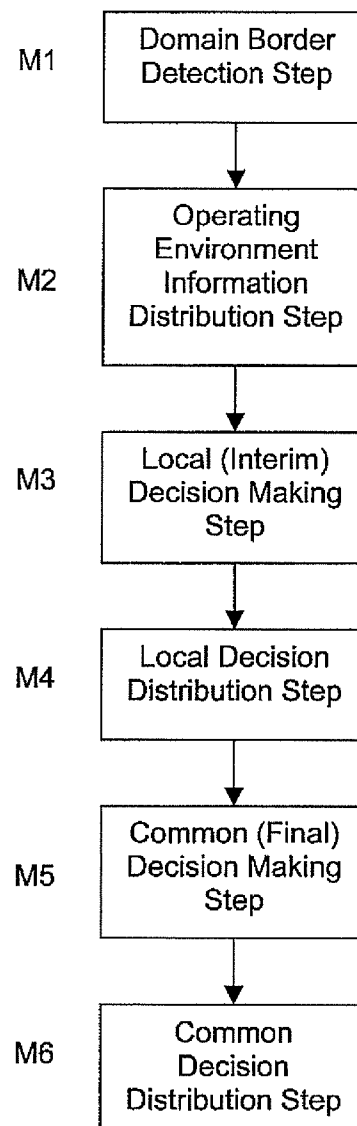 M1
Domain Border
Detection Step
M2
Operating
Environment
Information
Distribution Step
M3
Local (Interim)
Decision Making
Step
M4
Local Decision
Distribution Step
M5
Common (Final)
Decision Making
Step
M6
Common
Decision
Distribution Step